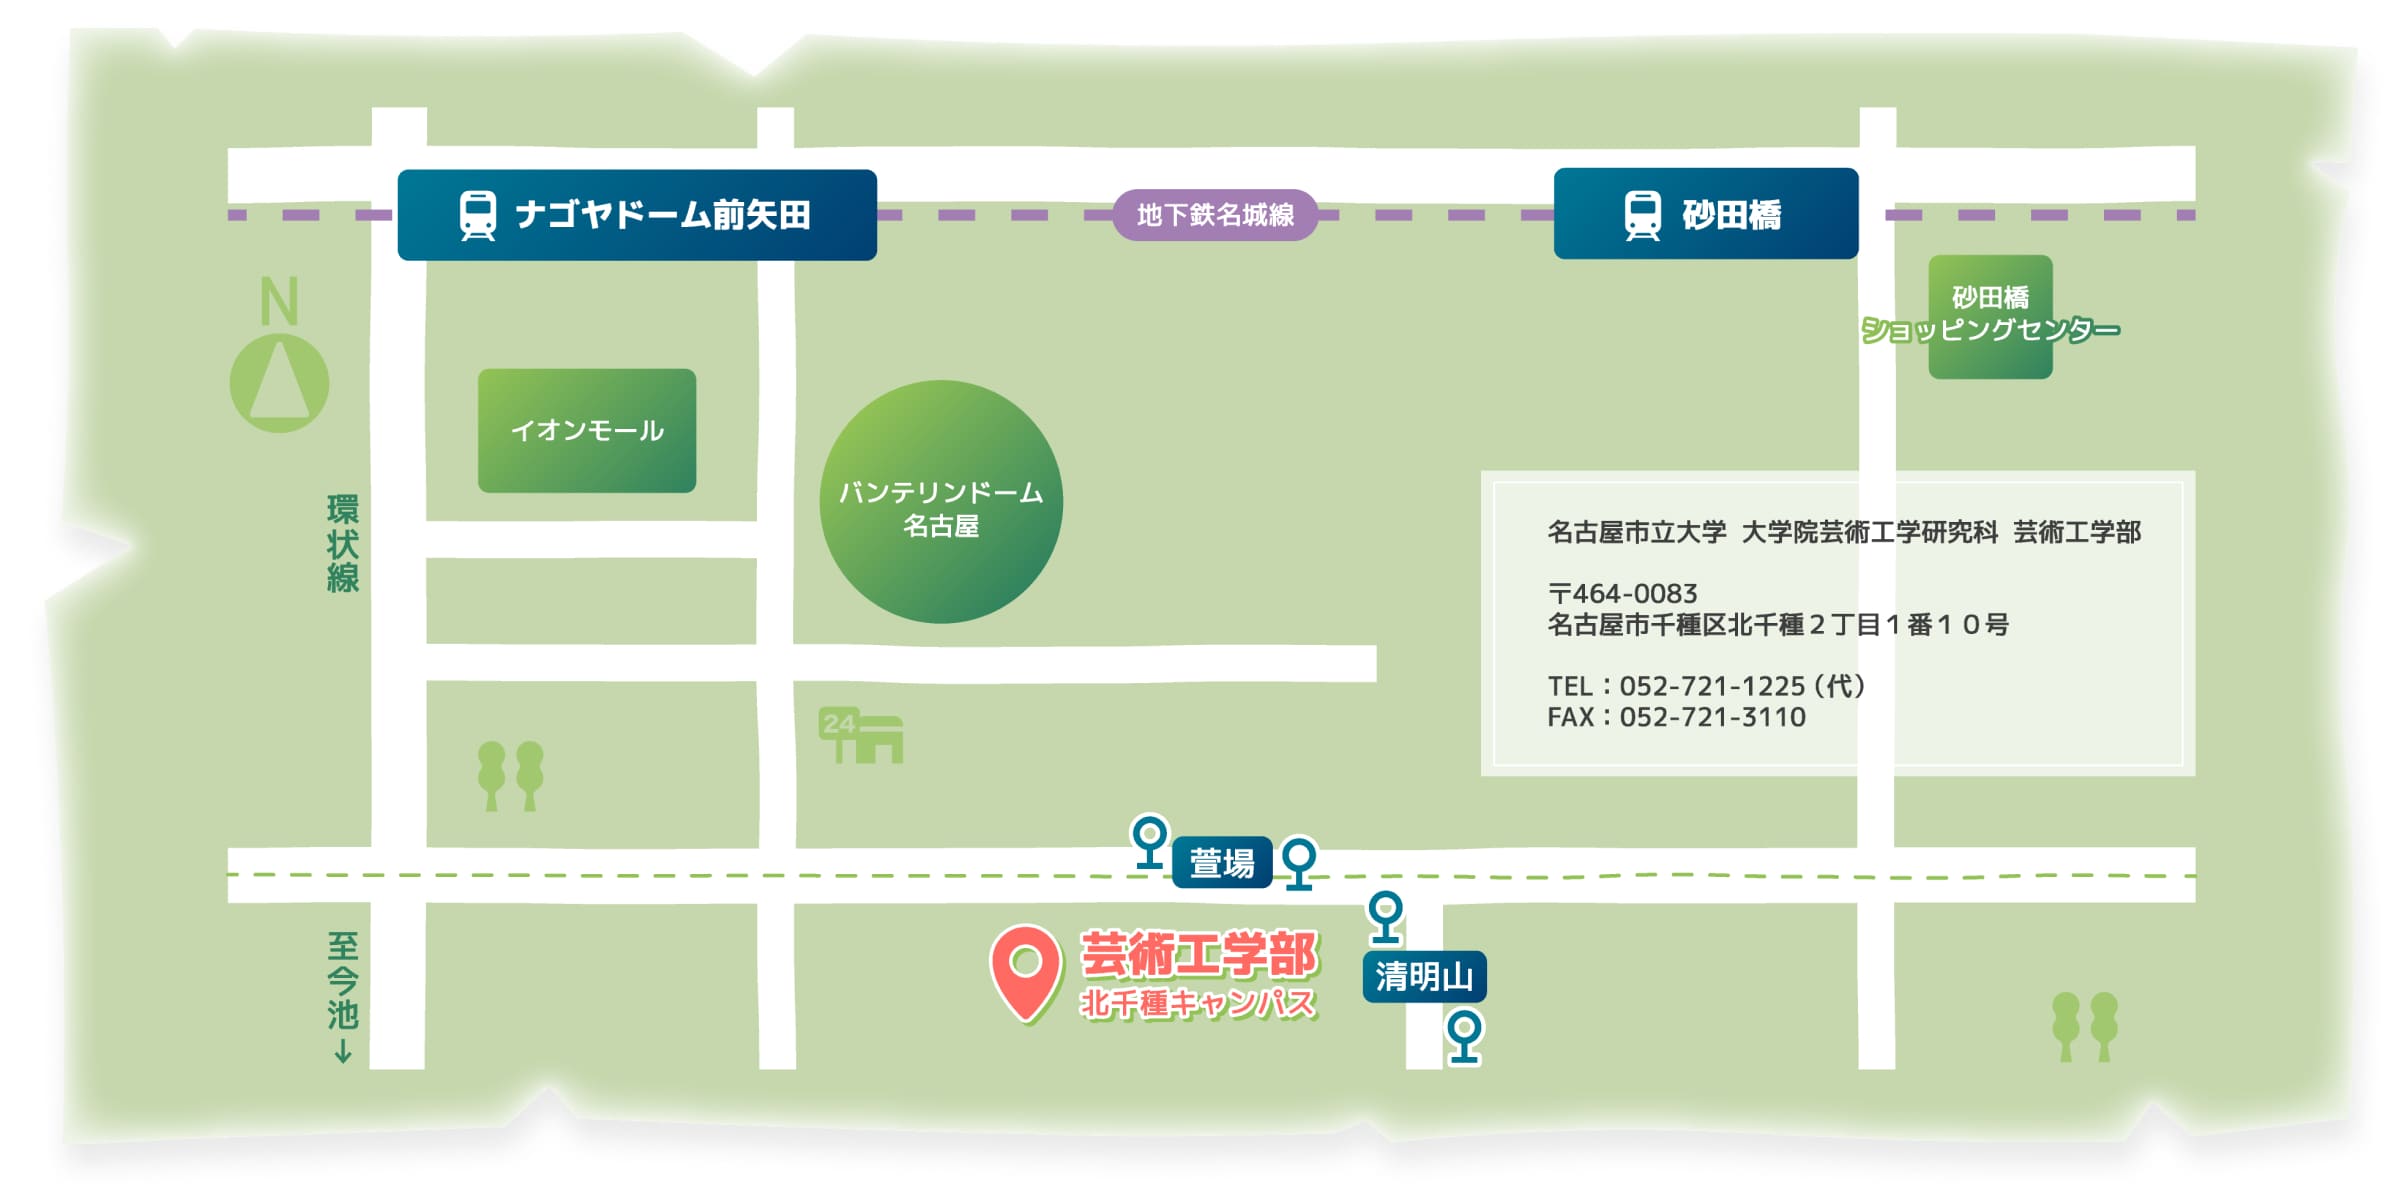 ナゴヤドーム前矢田
地下鉄名城線
砂田橋
N
砂田橋
ショッピングセンター
イオンモール
バンテリンドーム
名古屋
環状線
名古屋市立大学 大学院芸術工学研究科 芸術工学部
〒464-0083
名古屋市千種区北千種２丁目１番１０号
TEL：052-721-1225（代）
FAX：052-721-3110
24
萱場
芸術工学部
北千種キャンパス
清明山
至今池↓